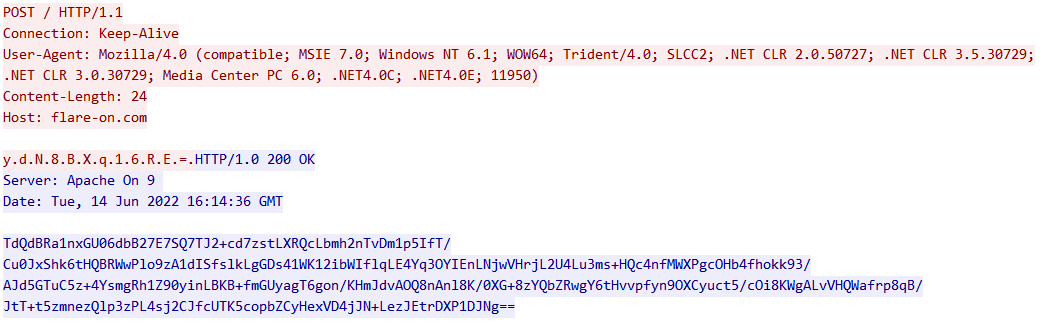 POST / HTTP/1.1
Connection: Keep-Alive
User-Agent: Mozilla/4.0 (compatible; MSIE 7.0; Windows NT 6.1; WOW64; Trident/4.0; SLCC2; .NET CLR 2.0.50727; .NET CLR 3.5.30729;
.NET CLR 3.0.30729; Media Center PC 6.0; .NET4.0C; .NET4.0E; 11950)
Content-Length: 24
Host: flare-on.com
y.d.N.8.B.X.q.1.6.R.E.=.HTTP/1.0 200 OK
Server: Apache On 9
Date: Tue, 14 Jun 2022 16:14:36 GMT
TdQdBRa1nxGU06dbB27E7SQ7TJ2+cd7zstLXRQcLbmh2nTvDm1p5IfT/
Cu0JxShk6tHQBRWwPlo9zA1dISfslkLgGDs41WK12ibWIflqLE4Yq3OYIEnLNjwVHrjL2U4Lu3ms+HQc4nfMWXPgcOHb4fhokk93/
AJd5GTuC5z+4YsmgRh1Z90yinLBKB+fmGUyagT6gon/KHmJdvAOQ8nAnl8K/0XG+8zYQbZRwgY6tHvvpfyn9OXCyuct5/cOi8KWgALvVHQWafrp8qB/
JtT+t5zmnezQlp3zPL4sj2CJfcUTK5copbZCyHexVD4jJN+LezJEtrDXP1DJNg==